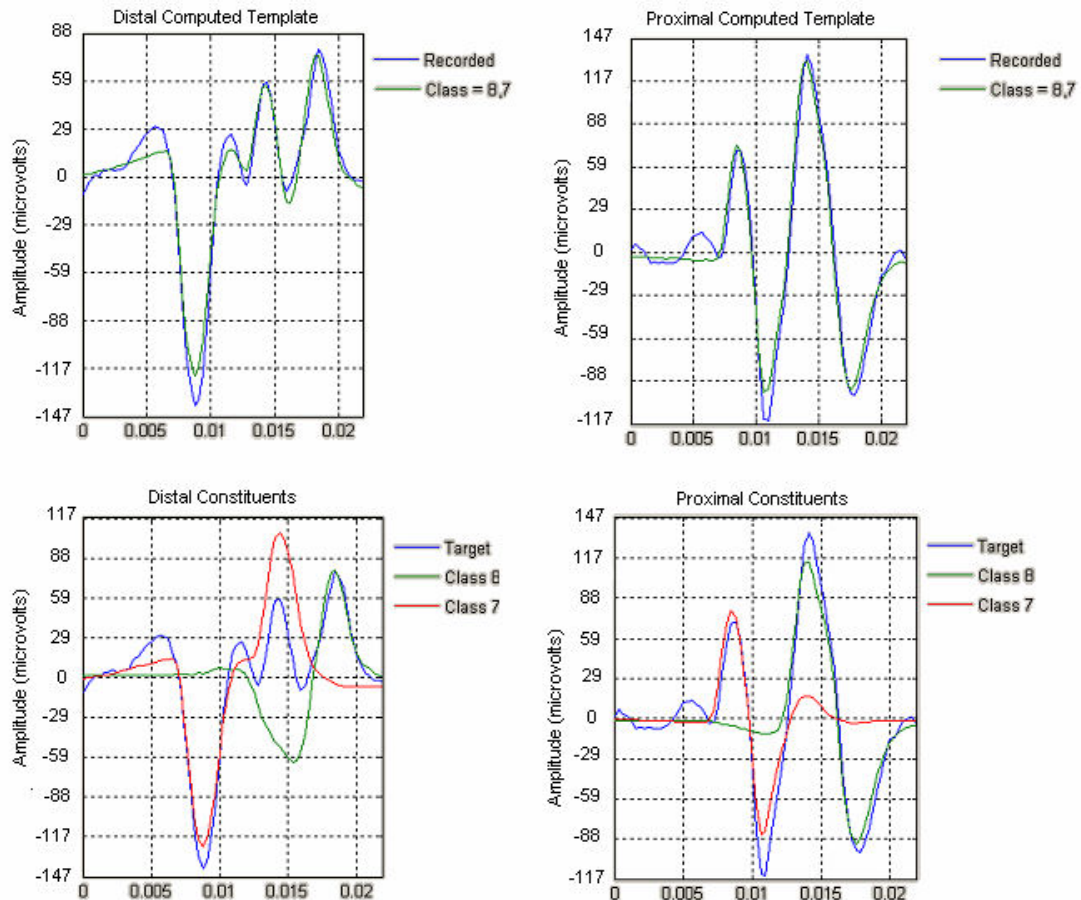 Distal Computed Template
88
59
29
0
-29
-59
-88
-117
-147
Amplitude (microvolts)
0 0.005 0.01 0.015 0.02
Recorded
Class = 8,7
Proximal Computed Template
147
117
88
59
29
0
-29
-59
-88
-117
Amplitude (microvolts)
0 0.005 0.01 0.015 0.02
Recorded
Class = 8,7
Distal Constituents
117
88
59
29
0
-29
-59
-88
-117
-147
Amplitude (microvolts)
0 0.005 0.01 0.015 0.02
Target
Class 8
Class 7
Proximal Constituents
147
117
88
59
29
0
-29
-59
-88
-117
Amplitude (microvolts)
0 0.005 0.01 0.015 0.02
Target
Class 8
Class 7